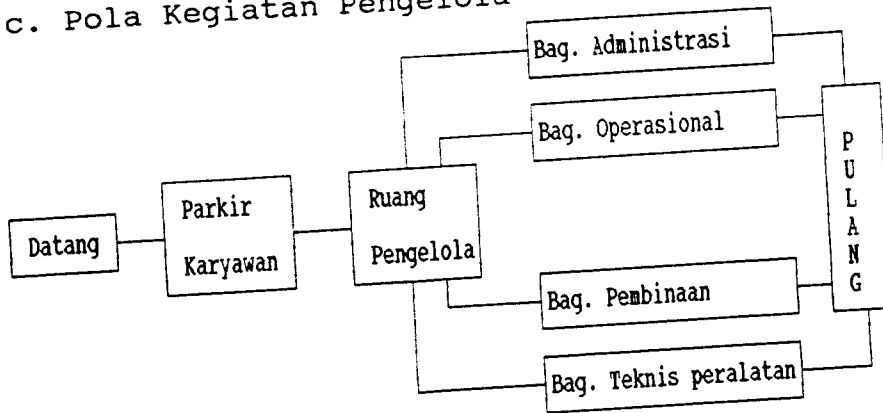 c. Pola Kegiatan Pengelola
Bag. Administrasi
Bag. Operasional
Datang
Parkir
Karyawan
Ruang
Pengelola
Bag. Pembinaan
Bag. Teknis peralatan
P
U
L
A
N
G